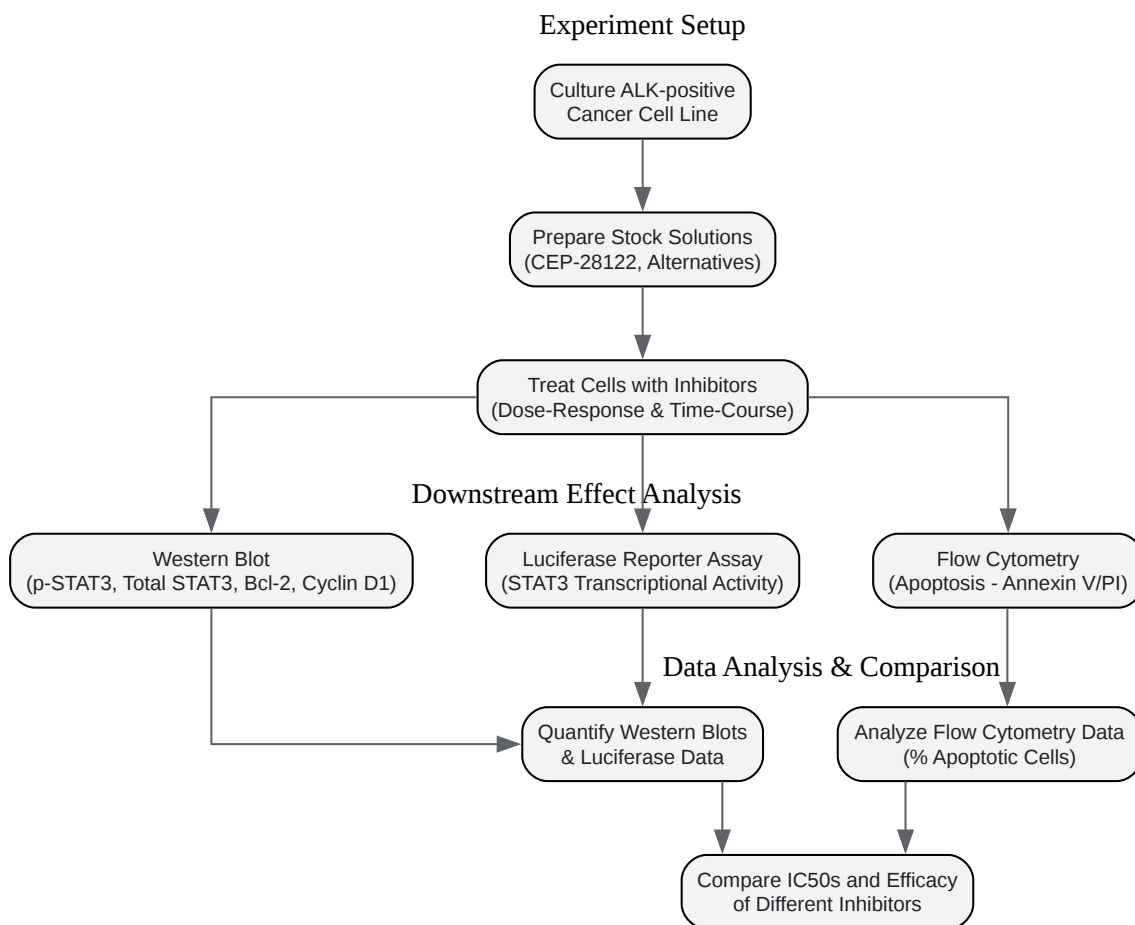 Experiment Setup
Culture ALK-positive
Cancer Cell Line
Prepare Stock Solutions
(CEP-28122, Alternatives)
Treat Cells with Inhibitors
(Dose-Response & Time-Course)
Downstream Effect Analysis
Western Blot
(p-STAT3, Total STAT3, Bcl-2, Cyclin D1)
Luciferase Reporter Assay
(STAT3 Transcriptional Activity)
Flow Cytometry
(Apoptosis - Annexin V/PI)
Data Analysis & Comparison
Quantify Western Blots
& Luciferase Data
Analyze Flow Cytometry Data
(% Apoptotic Cells)
Compare IC50s and Efficacy
of Different Inhibitors